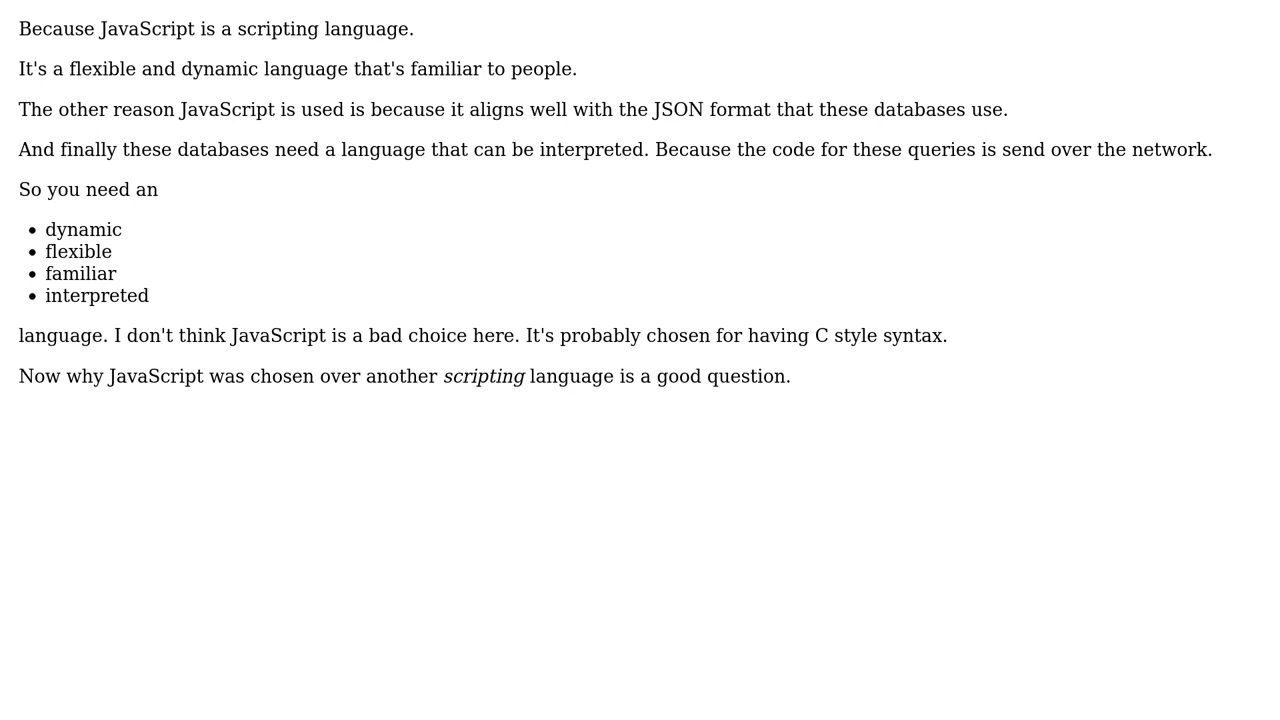 Because JavaScript is a scripting language.
It's a flexible and dynamic language that's familiar to people.
The other reason JavaScript is used is because it aligns well with the JSON format that these databases use.
And finally these databases need a language that can be interpreted. Because the code for these queries is send over the network.
So you need an
• dynamic
• flexible
• familiar
• interpreted
language. I don't think JavaScript is a bad choice here. It's probably chosen for having C style syntax.
Now why JavaScript was chosen over another scripting language is a good question.